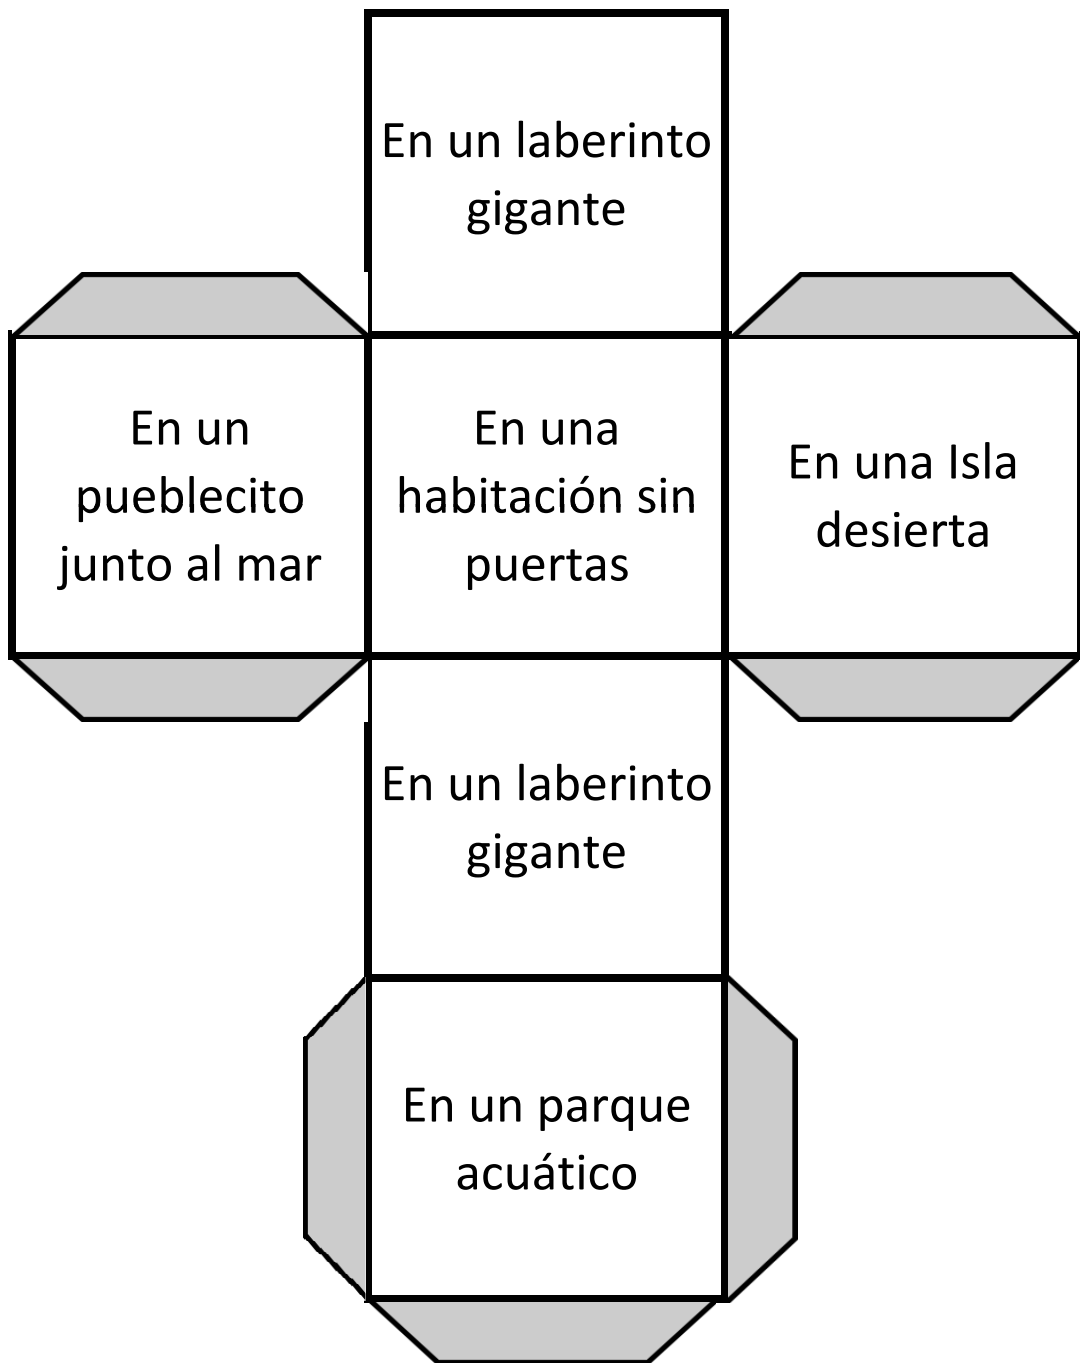 En un laberinto
gigante
En un
pueblecito
junto al mar
En una
habitación sin
puertas
En una Isla
desierta
En un laberinto
gigante
En un parque
acuático